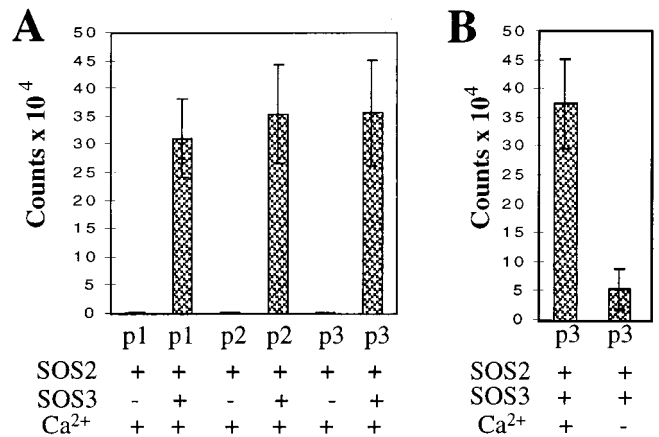 A
B
Counts x 10^4
50
45
40
35
30
25
20
15
10
5
0
p1 p1 p2 p2 p3 p3
SOS2 + + + + + +
SOS3 - + - + - +
Ca²⁺ + + + + + +
Counts x 10^4
50
45
40
35
30
25
20
15
10
5
0
p3 p3
SOS2 + +
SOS3 + +
Ca²⁺ + -